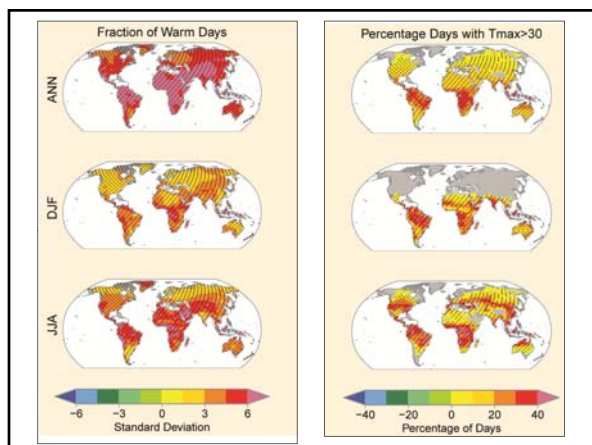 Fraction of Warm Days
ANN
DJF
JJA
−6 −3 0 3 6
Standard Deviation
Percentage Days with Tmax>30
−40 −20 0 20 40
Percentage of Days